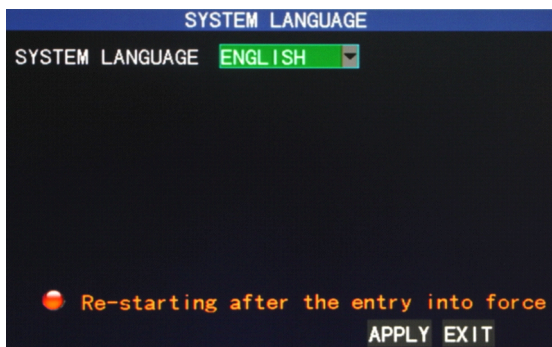 SYSTEM LANGUAGE
SYSTEM LANGUAGE ENGLISH
Re-starting after the entry into force
APPLY EXIT